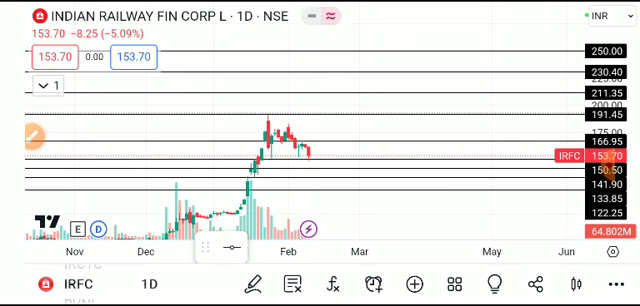 INDIAN RAILWAY FIN CORP L · 1D · NSE
INR
153.70 −8.25 (−5.09%)
153.70 0.00 153.70
1
250.00
230.40
211.35
200.00
191.45
175.00
166.95
IRFC 153.70
150.50
141.90
133.85
122.25
64.802M
E D
Nov Dec Feb Mar May Jun
IRCTC
IRFC 1D
RVNL